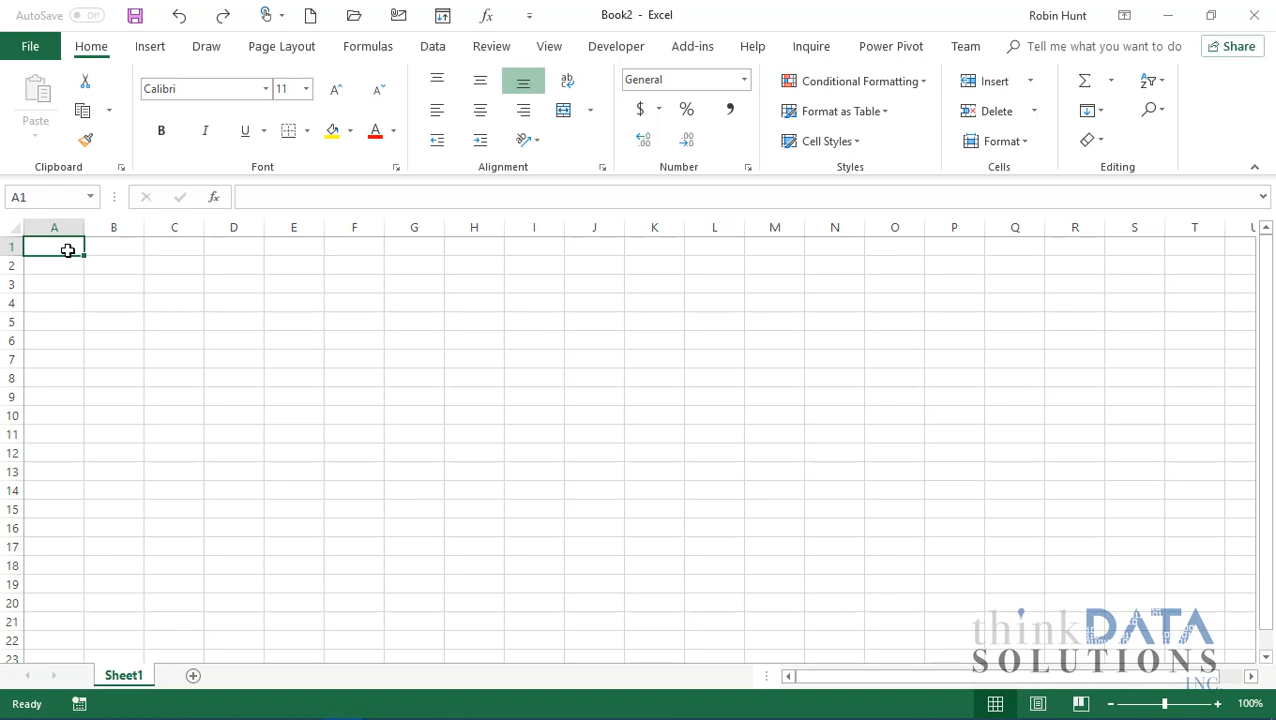 AutoSave Off Book2 - Excel Robin Hunt
File Home Insert Draw Page Layout Formulas Data Review View Developer Add-ins Help Inquire Power Pivot Team Tell me what you want to do Share
Paste
Calibri 11
B I U A
General
$ % ,
Conditional Formatting
Format as Table
Cell Styles
Insert
Delete
Format
Clipboard Font Alignment Number Styles Cells Editing
A1 fx
A B C D E F G H I J K L M N O P Q R S T U
1
2
3
4
5
6
7
8
9
10
11
12
13
14
15
16
17
18
19
20
21
22
23
thinkDATA
SOLUTIONS
INC.
Sheet1
Ready 100%